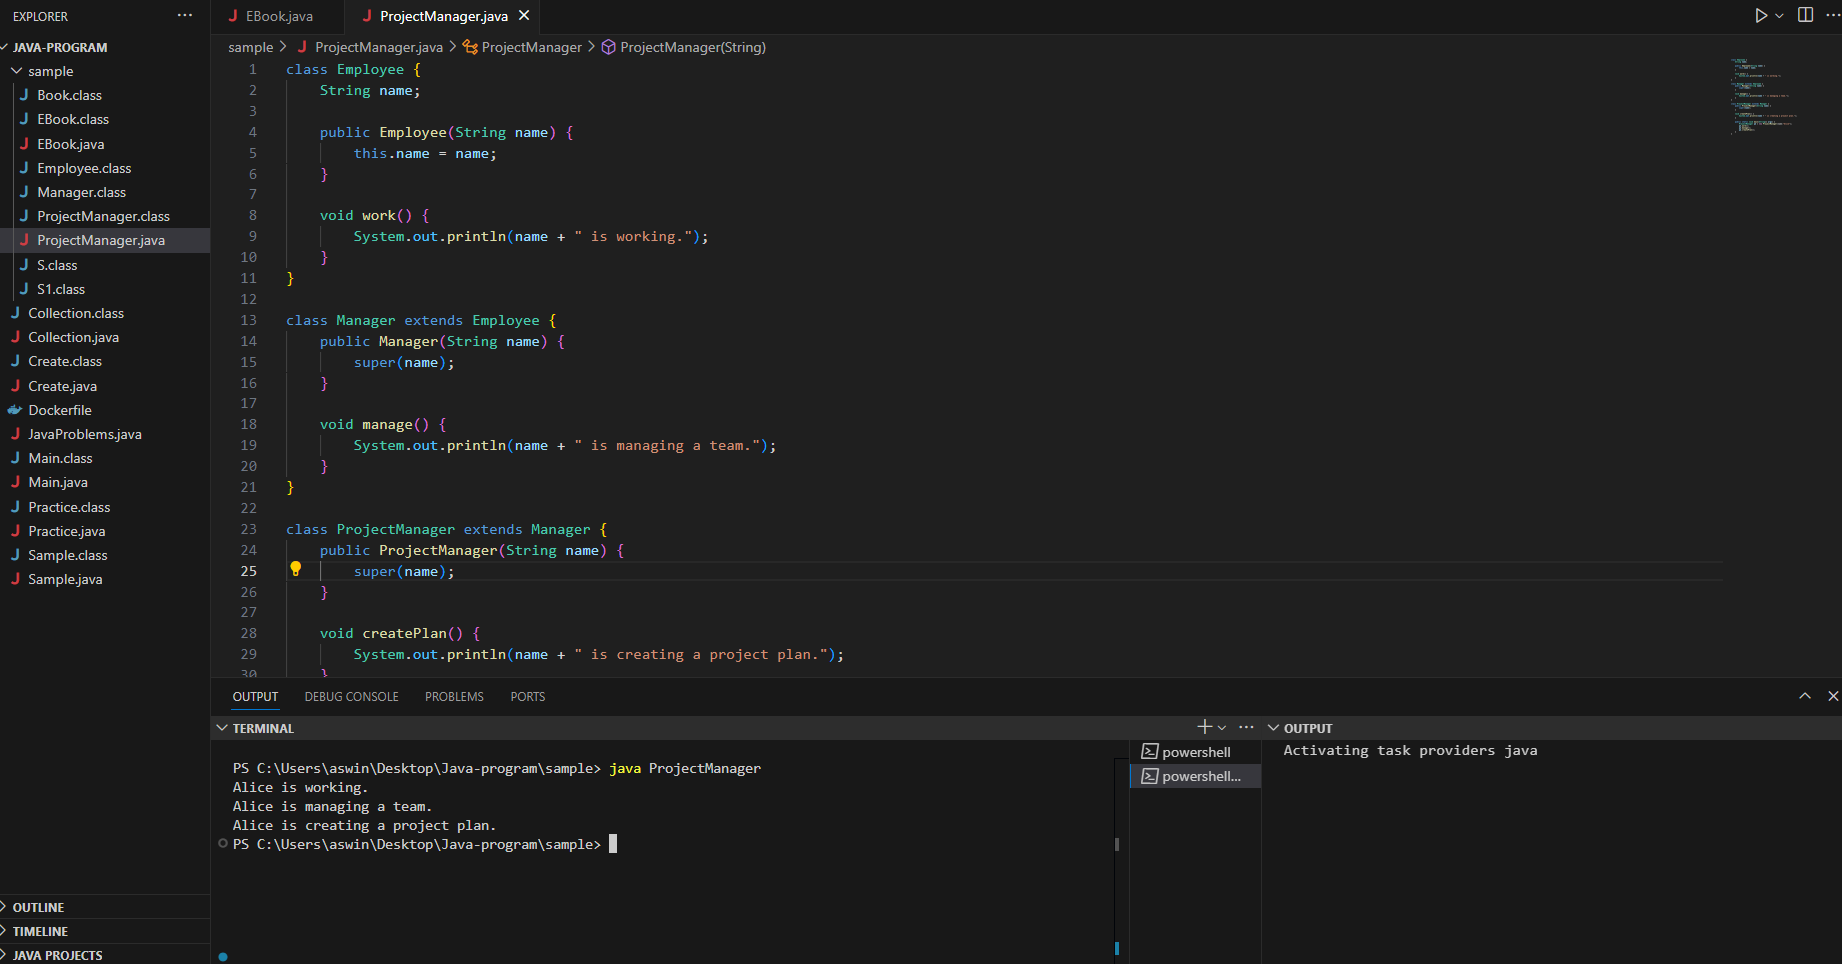 EXPLORER
JAVA-PROGRAM
sample
Book.class
EBook.class
EBook.java
Employee.class
Manager.class
ProjectManager.class
ProjectManager.java
S.class
S1.class
Collection.class
Collection.java
Create.class
Create.java
Dockerfile
JavaProblems.java
Main.class
Main.java
Practice.class
Practice.java
Sample.class
Sample.java
OUTLINE
TIMELINE
JAVA PROJECTS
EBook.java
ProjectManager.java
sample > ProjectManager.java > ProjectManager > ProjectManager(String)
1 class Employee {
2 String name;
3
4 public Employee(String name) {
5 this.name = name;
6 }
7
8 void work() {
9 System.out.println(name + " is working.");
10 }
11 }
12
13 class Manager extends Employee {
14 public Manager(String name) {
15 super(name);
16 }
17
18 void manage() {
19 System.out.println(name + " is managing a team.");
20 }
21 }
22
23 class ProjectManager extends Manager {
24 public ProjectManager(String name) {
25 super(name);
26 }
27
28 void createPlan() {
29 System.out.println(name + " is creating a project plan.");
30 }
OUTPUT DEBUG CONSOLE PROBLEMS PORTS
TERMINAL
PS C:\Users\aswin\Desktop\Java-program\sample> java ProjectManager
Alice is working.
Alice is managing a team.
Alice is creating a project plan.
PS C:\Users\aswin\Desktop\Java-program\sample>
powershell
powershell...
OUTPUT
Activating task providers java